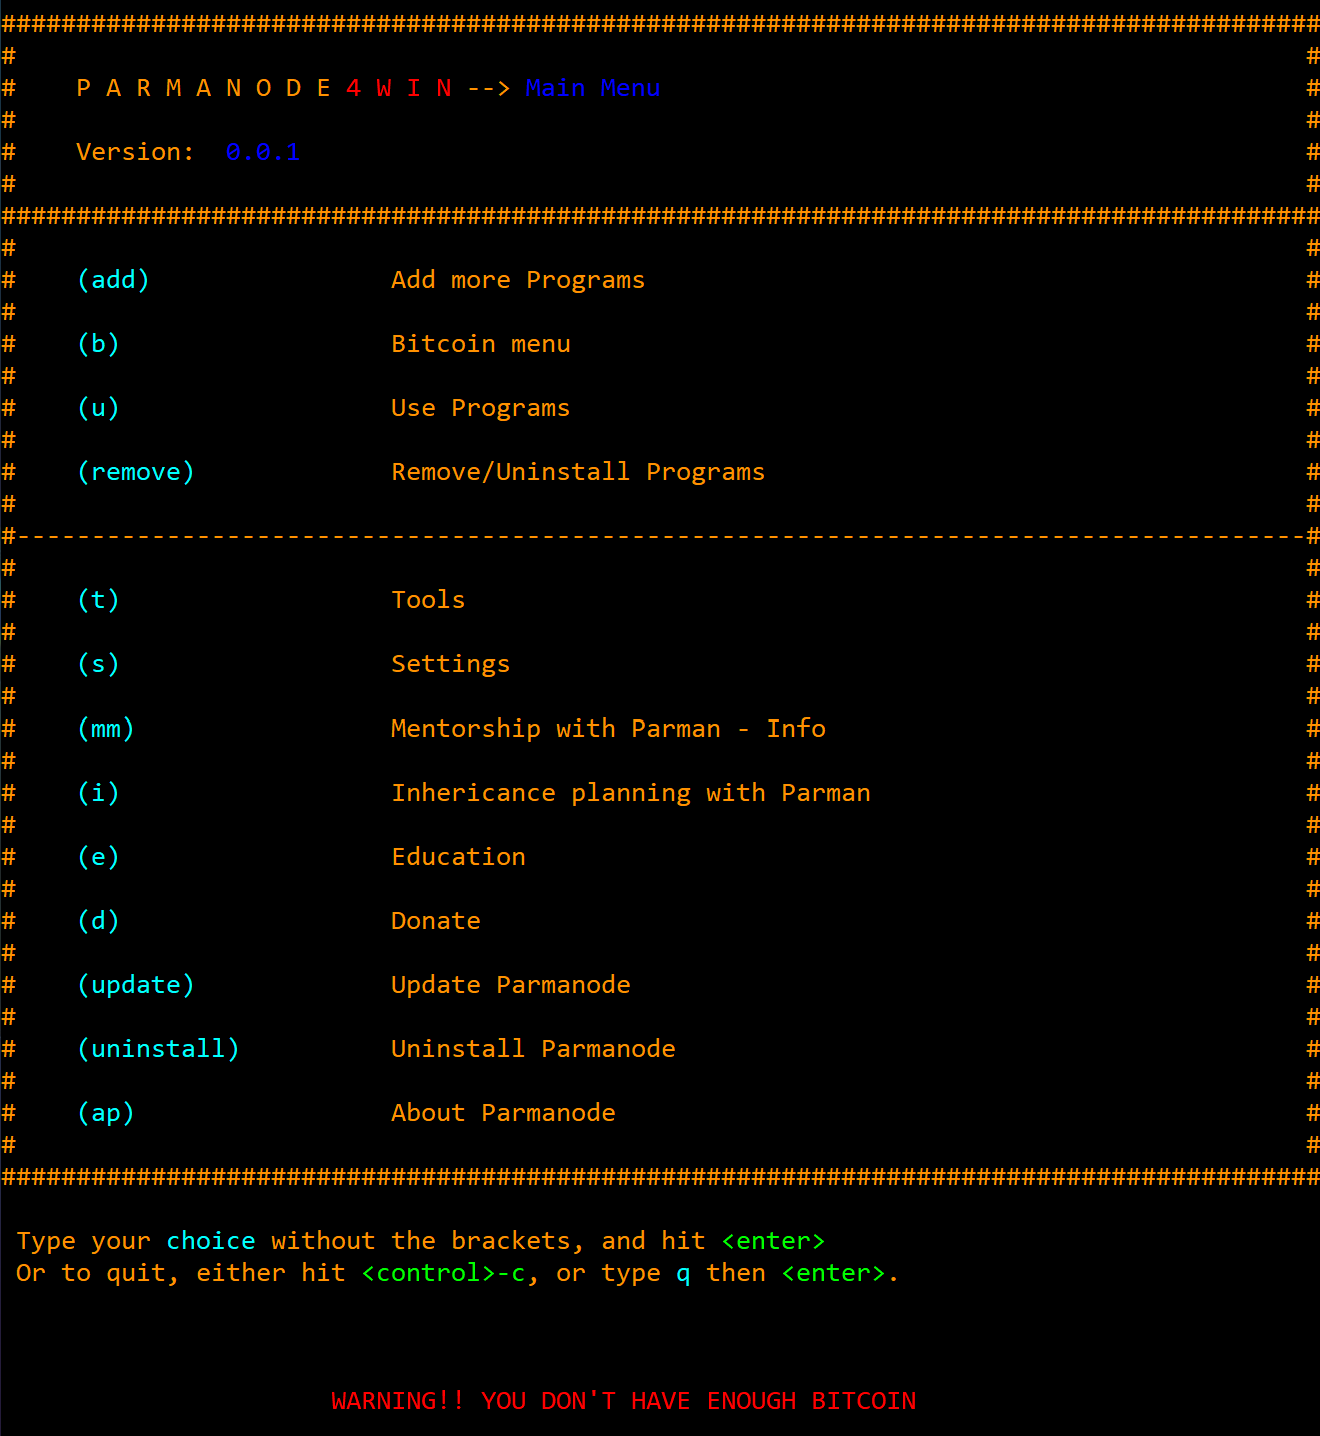 ########################################################################################
#                                                                                      #
#    P A R M A N O D E 4 W I N --> Main Menu                                           #
#                                                                                      #
#    Version:  0.0.1                                                                   #
#                                                                                      #
########################################################################################
#                                                                                      #
#    (add)                Add more Programs                                            #
#                                                                                      #
#    (b)                  Bitcoin menu                                                 #
#                                                                                      #
#    (u)                  Use Programs                                                 #
#                                                                                      #
#    (remove)             Remove/Uninstall Programs                                    #
#                                                                                      #
#--------------------------------------------------------------------------------------#
#                                                                                      #
#    (t)                  Tools                                                        #
#                                                                                      #
#    (s)                  Settings                                                     #
#                                                                                      #
#    (mm)                 Mentorship with Parman - Info                                #
#                                                                                      #
#    (i)                  Inhericance planning with Parman                             #
#                                                                                      #
#    (e)                  Education                                                    #
#                                                                                      #
#    (d)                  Donate                                                       #
#                                                                                      #
#    (update)             Update Parmanode                                             #
#                                                                                      #
#    (uninstall)          Uninstall Parmanode                                          #
#                                                                                      #
#    (ap)                 About Parmanode                                              #
#                                                                                      #
########################################################################################
Type your choice without the brackets, and hit <enter>
Or to quit, either hit <control>-c, or type q then <enter>.
WARNING!! YOU DON'T HAVE ENOUGH BITCOIN